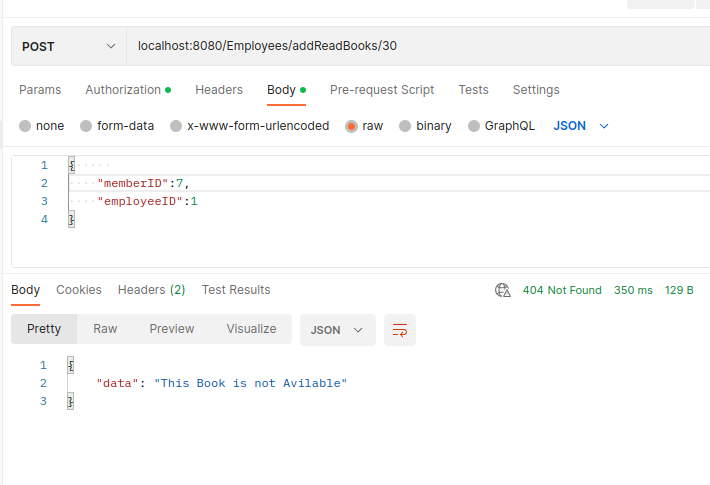 POST localhost:8080/Employees/addReadBooks/30
Params Authorization Headers Body Pre-request Script Tests Settings
none form-data x-www-form-urlencoded raw binary GraphQL JSON
1 {
2 "memberID":7,
3 "employeeID":1
4 }
Body Cookies Headers (2) Test Results 404 Not Found 350 ms 129 B
Pretty Raw Preview Visualize JSON
1 {
2 "data": "This Book is not Avilable"
3 }